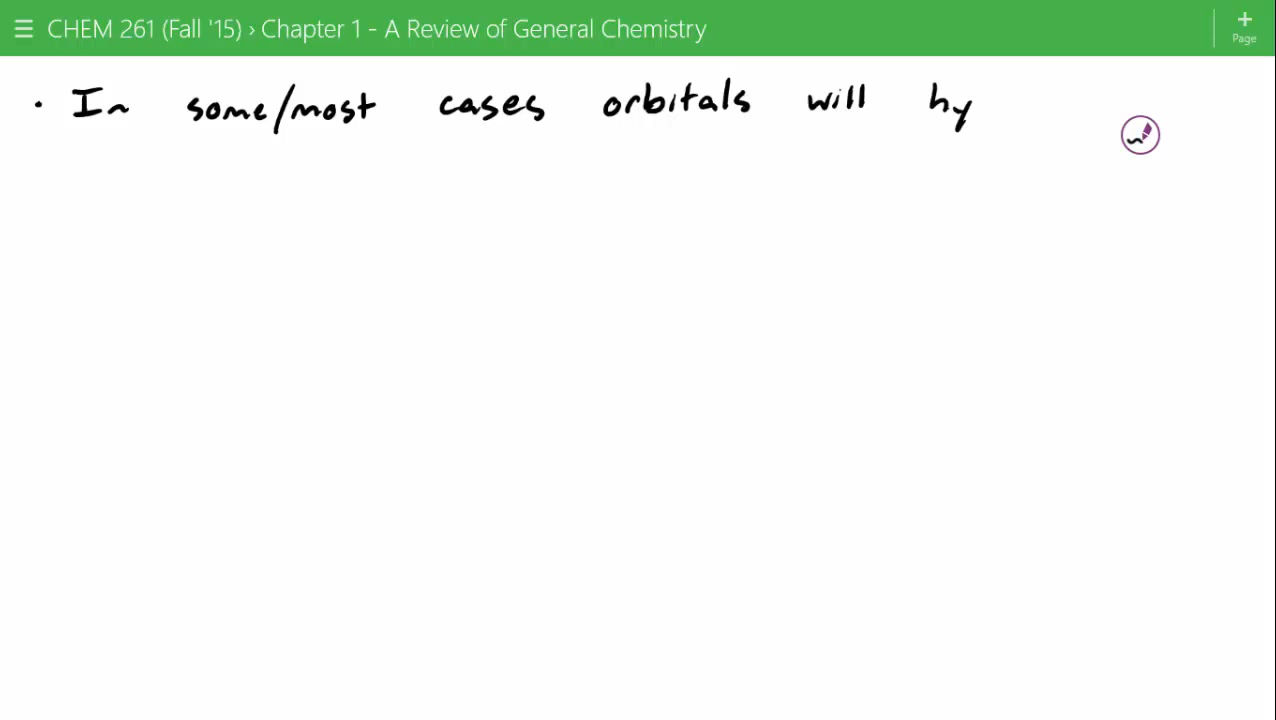 ☰ CHEM 261 (Fall '15) › Chapter 1 - A Review of General Chemistry
+
Page
• In some/most cases orbitals will hy